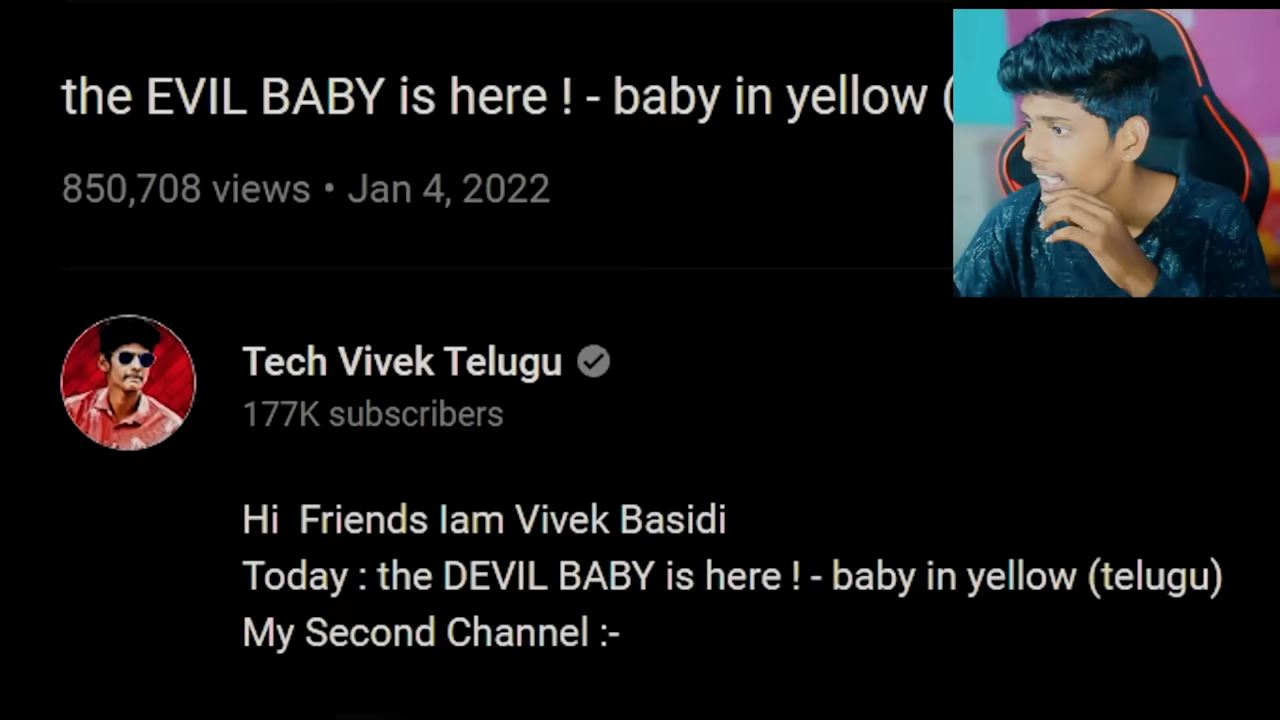 the EVIL BABY is here ! - baby in yellow (
850,708 views • Jan 4, 2022
Tech Vivek Telugu
177K subscribers
Hi Friends Iam Vivek Basidi
Today : the DEVIL BABY is here ! - baby in yellow (telugu)
My Second Channel :-